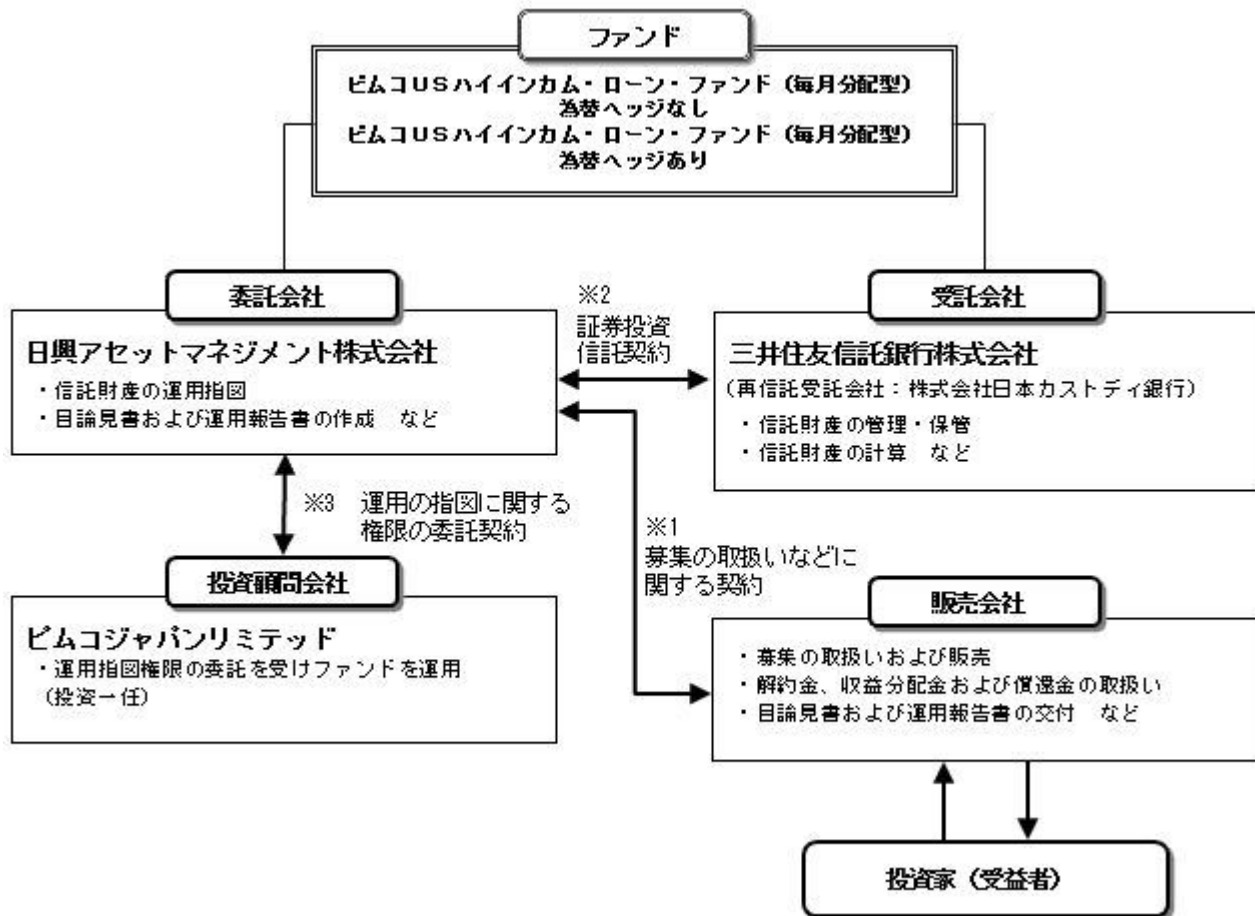 ファンド
ピムコUSハイインカム・ローン・ファンド（毎月分配型）
為替ヘッジなし
ピムコUSハイインカム・ローン・ファンド（毎月分配型）
為替ヘッジあり
委託会社
日興アセットマネジメント株式会社
・信託財産の運用指図
・目論見書および運用報告書の作成　など
※2
証券投資
信託契約
受託会社
三井住友信託銀行株式会社
（再信託受託会社：株式会社日本カストディ銀行）
・信託財産の管理・保管
・信託財産の計算　など
※3　運用の指図に関する
権限の委託契約
※1
募集の取扱いなどに
関する契約
投資顧問会社
ピムコジャパンリミテッド
・運用指図権限の委託を受けファンドを運用
（投資一任）
販売会社
・募集の取扱いおよび販売
・解約金、収益分配金および償還金の取扱い
・目論見書および運用報告書の交付　など
投資家（受益者）